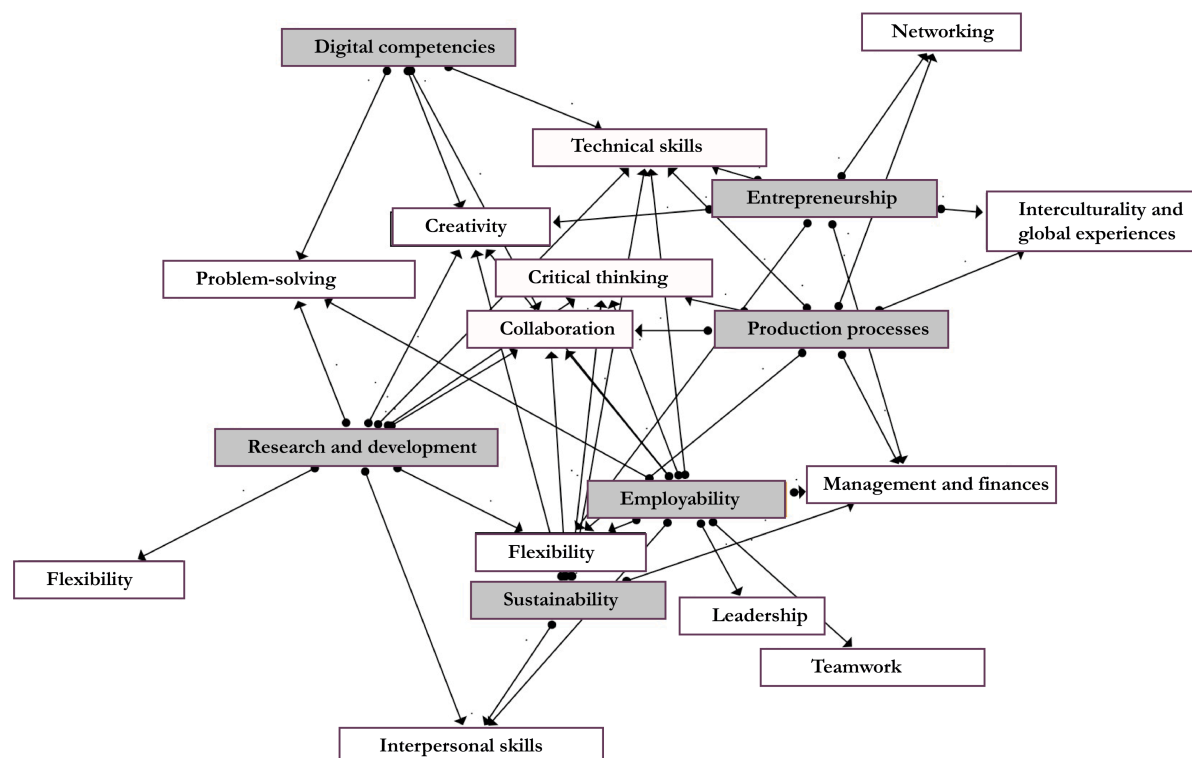 Networking
Digital competencies
Technical skills
Entrepreneurship
Interculturality and
global experiences
Creativity
Problem-solving
Critical thinking
Collaboration
Production processes
Research and development
Management and finances
Employability
Flexibility
Flexibility
Sustainability
Leadership
Teamwork
Interpersonal skills